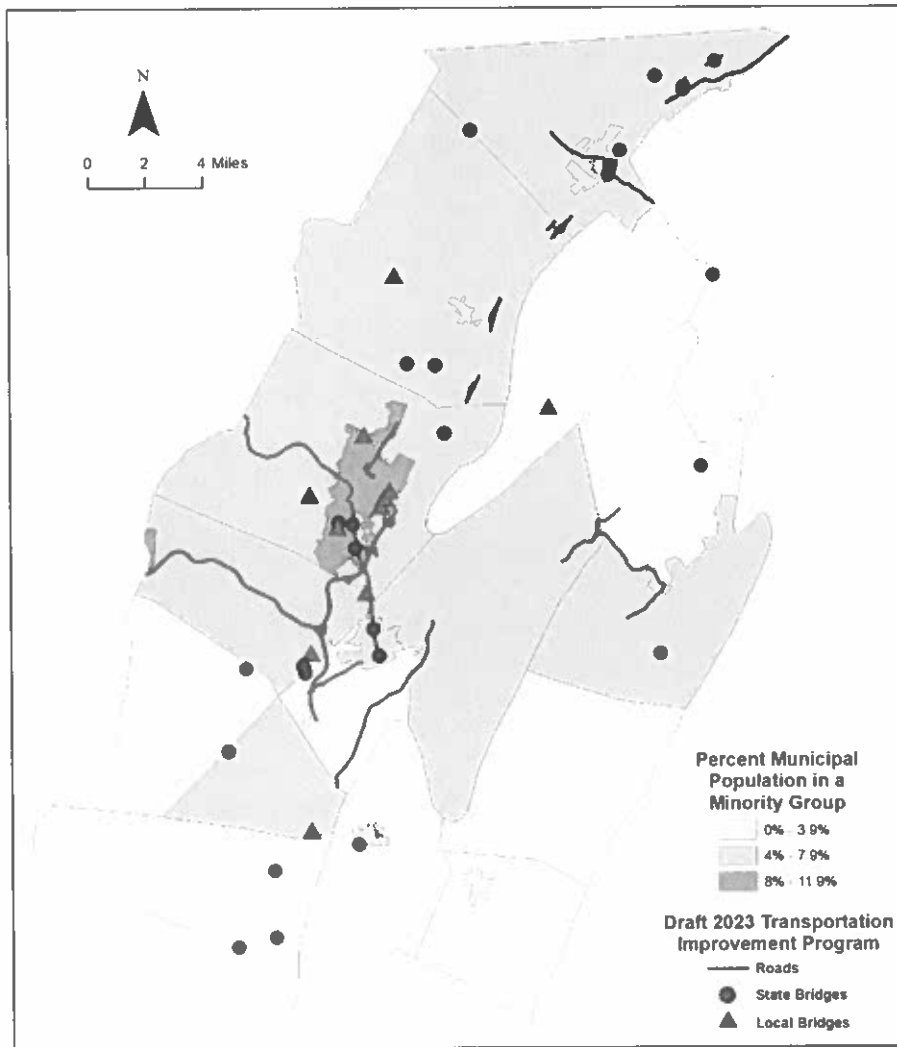 N
0 2 4 Miles
Percent Municipal
Population in a
Minority Group
0% - 3.9%
4% - 7.9%
8% - 11.9%
Draft 2023 Transportation
Improvement Program
Roads
State Bridges
Local Bridges